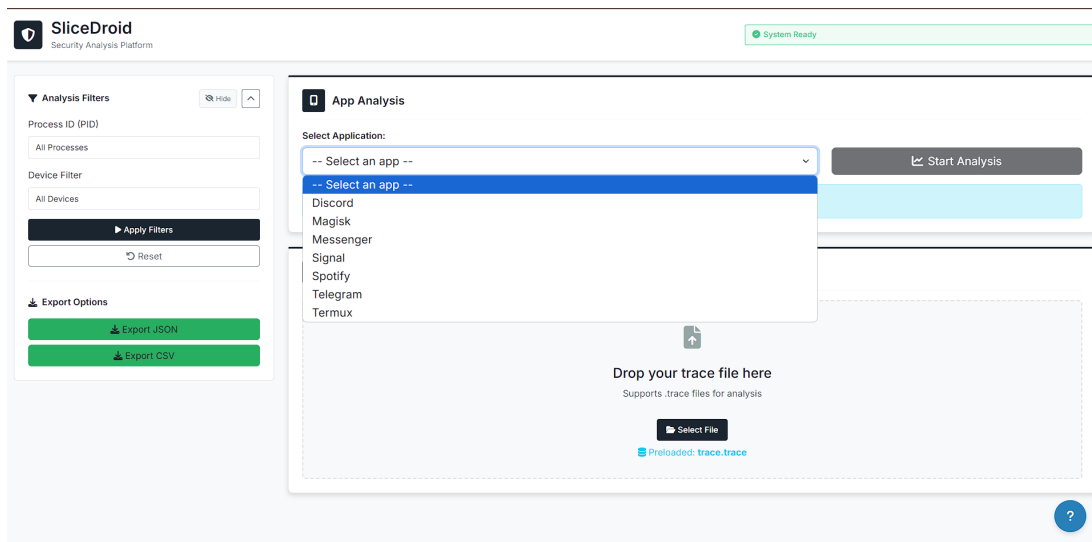 SliceDroid
Security Analysis Platform
System Ready
Analysis Filters
Hide
Process ID (PID)
All Processes
Device Filter
All Devices
Apply Filters
Reset
Export Options
Export JSON
Export CSV
App Analysis
Select Application:
-- Select an app --
Start Analysis
-- Select an app --
Discord
Magisk
Messenger
Signal
Spotify
Telegram
Termux
Drop your trace file here
Supports .trace files for analysis
Select File
Preloaded: trace.trace
?